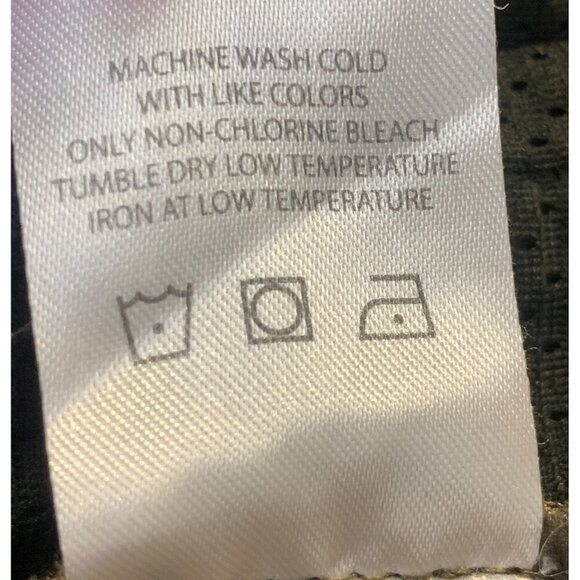 MACHINE WASH COLD
WITH LIKE COLORS
ONLY NON-CHLORINE BLEACH
TUMBLE DRY LOW TEMPERATURE
IRON AT LOW TEMPERATURE